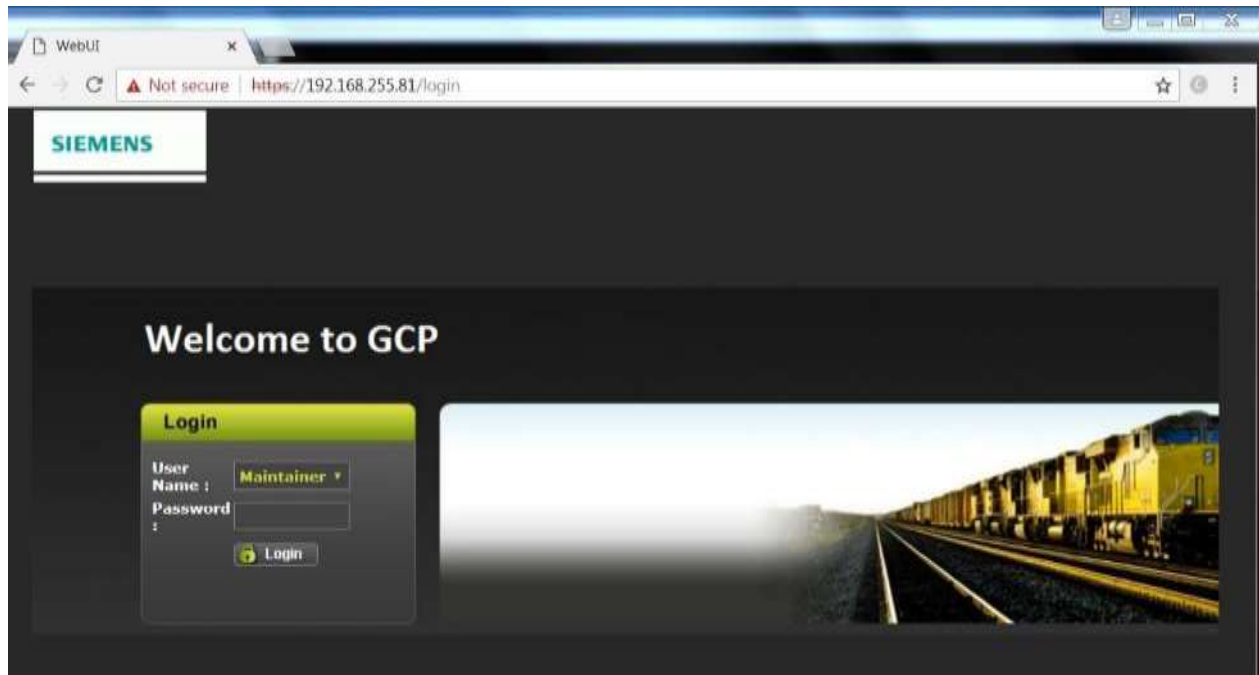 WebUI
Not secure https://192.168.255.81/login
SIEMENS
Welcome to GCP
Login
User
Name :
Maintainer
Password
:
Login